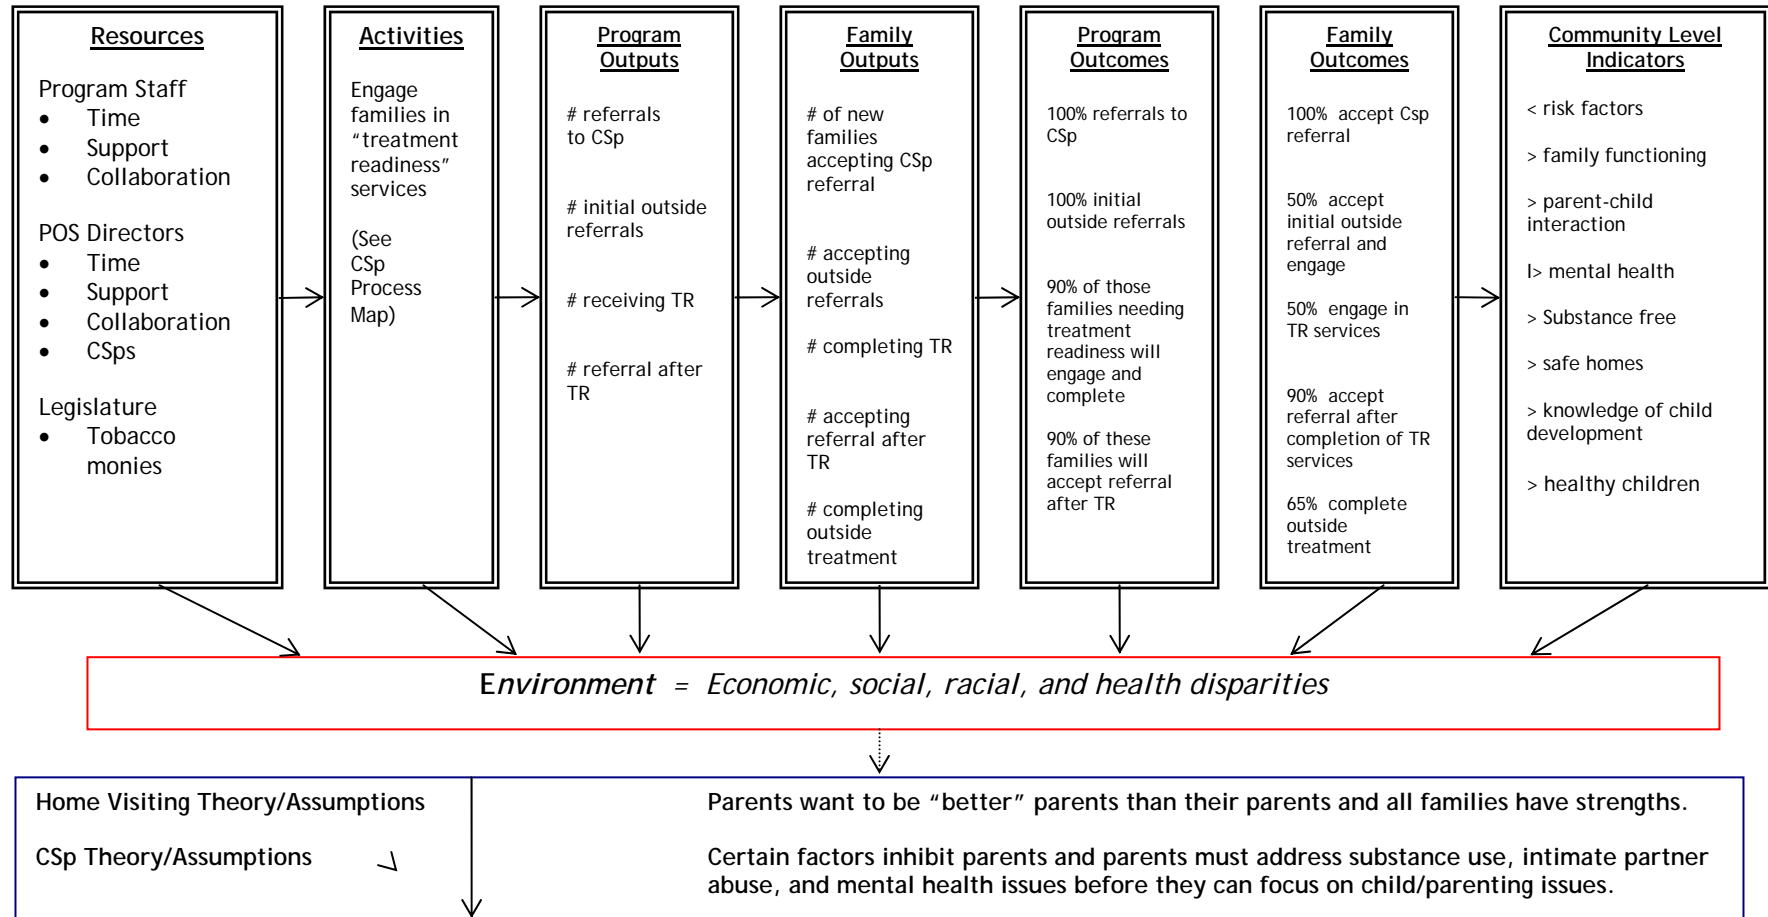 Resources
Program Staff
• Time
• Support
• Collaboration
POS Directors
• Time
• Support
• Collaboration
• CSps
Legislature
• Tobacco
monies
Activities
Engage
families in
“treatment
readiness”
services
(See
CSp
Process
Map)
Program
Outputs
# referrals
to CSp
# initial outside
referrals
# receiving TR
# referral after
TR
Family
Outputs
# of new
families
accepting CSp
referral
# accepting
outside
referrals
# completing TR
# accepting
referral after
TR
# completing
outside
treatment
Program
Outcomes
100% referrals to
CSp
100% initial
outside referrals
90% of those
families needing
treatment
readiness will
engage and
complete
90% of these
families will
accept referral
after TR
Family
Outcomes
100% accept Csp
referral
50% accept
initial outside
referral and
engage
50% engage in
TR services
90% accept
referral after
completion of TR
services
65% complete
outside
treatment
Community Level
Indicators
< risk factors
> family functioning
> parent-child
interaction
I> mental health
> Substance free
> safe homes
> knowledge of child
development
> healthy children
Environment = Economic, social, racial, and health disparities
Home Visiting Theory/Assumptions
Parents want to be “better” parents than their parents and all families have strengths.
CSp Theory/Assumptions
Certain factors inhibit parents and parents must address substance use, intimate partner
abuse, and mental health issues before they can focus on child/parenting issues.